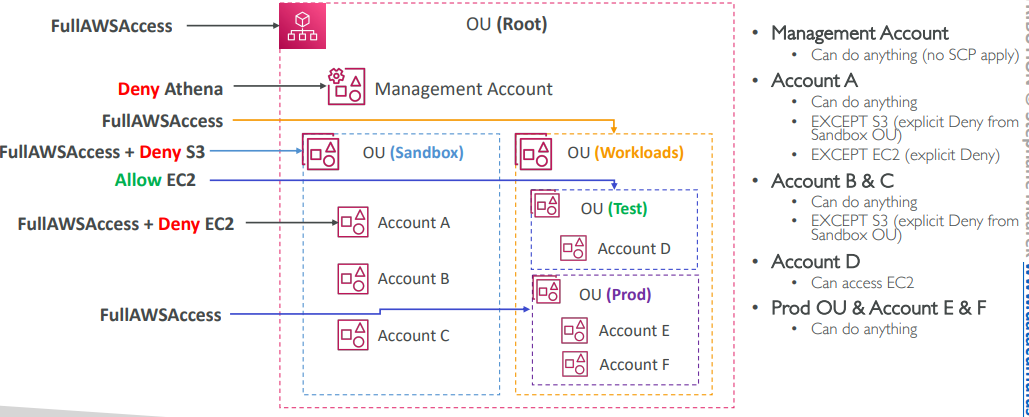 FullAWSAccess
OU (Root)
Deny Athena
Management Account
FullAWSAccess
FullAWSAccess + Deny S3
OU (Sandbox)
OU (Workloads)
Allow EC2
OU (Test)
FullAWSAccess + Deny EC2
Account A
Account D
Account B
OU (Prod)
FullAWSAccess
Account C
Account E
Account F
• Management Account
• Can do anything (no SCP apply)
• Account A
• Can do anything
• EXCEPT S3 (explicit Deny from
Sandbox OU)
• EXCEPT EC2 (explicit Deny)
• Account B & C
• Can do anything
• EXCEPT S3 (explicit Deny from
Sandbox OU)
• Account D
• Can access EC2
• Prod OU & Account E & F
• Can do anything